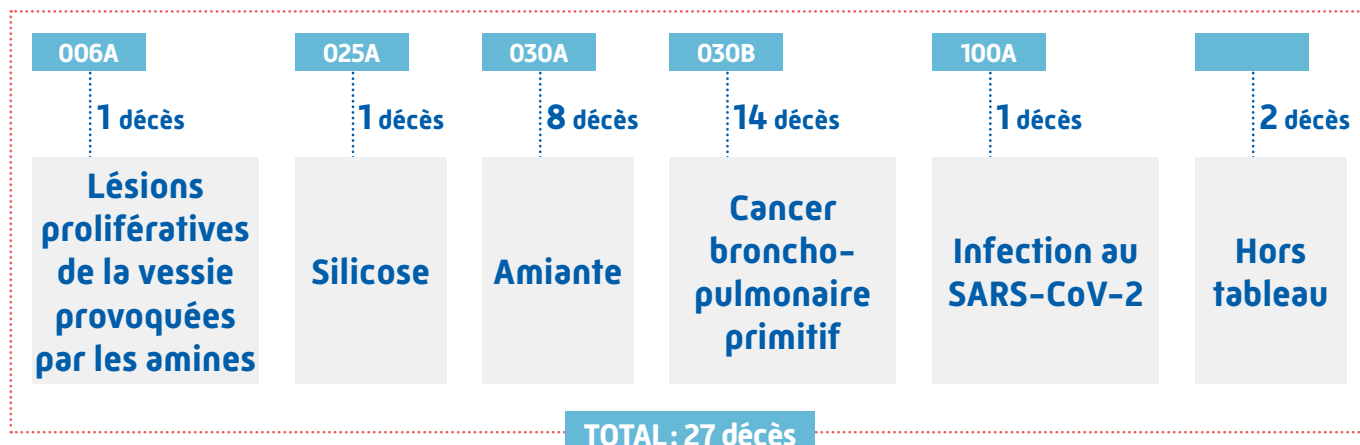 006A
1 décès
Lésions
prolifératives
de la vessie
provoquées
par les amines
025A
1 décès
Silicose
030A
8 décès
Amiante
030B
14 décès
Cancer
broncho-
pulmonaire
primitif
100A
1 décès
Infection au
SARS-CoV-2
2 décès
Hors
tableau
TOTAL : 27 décès